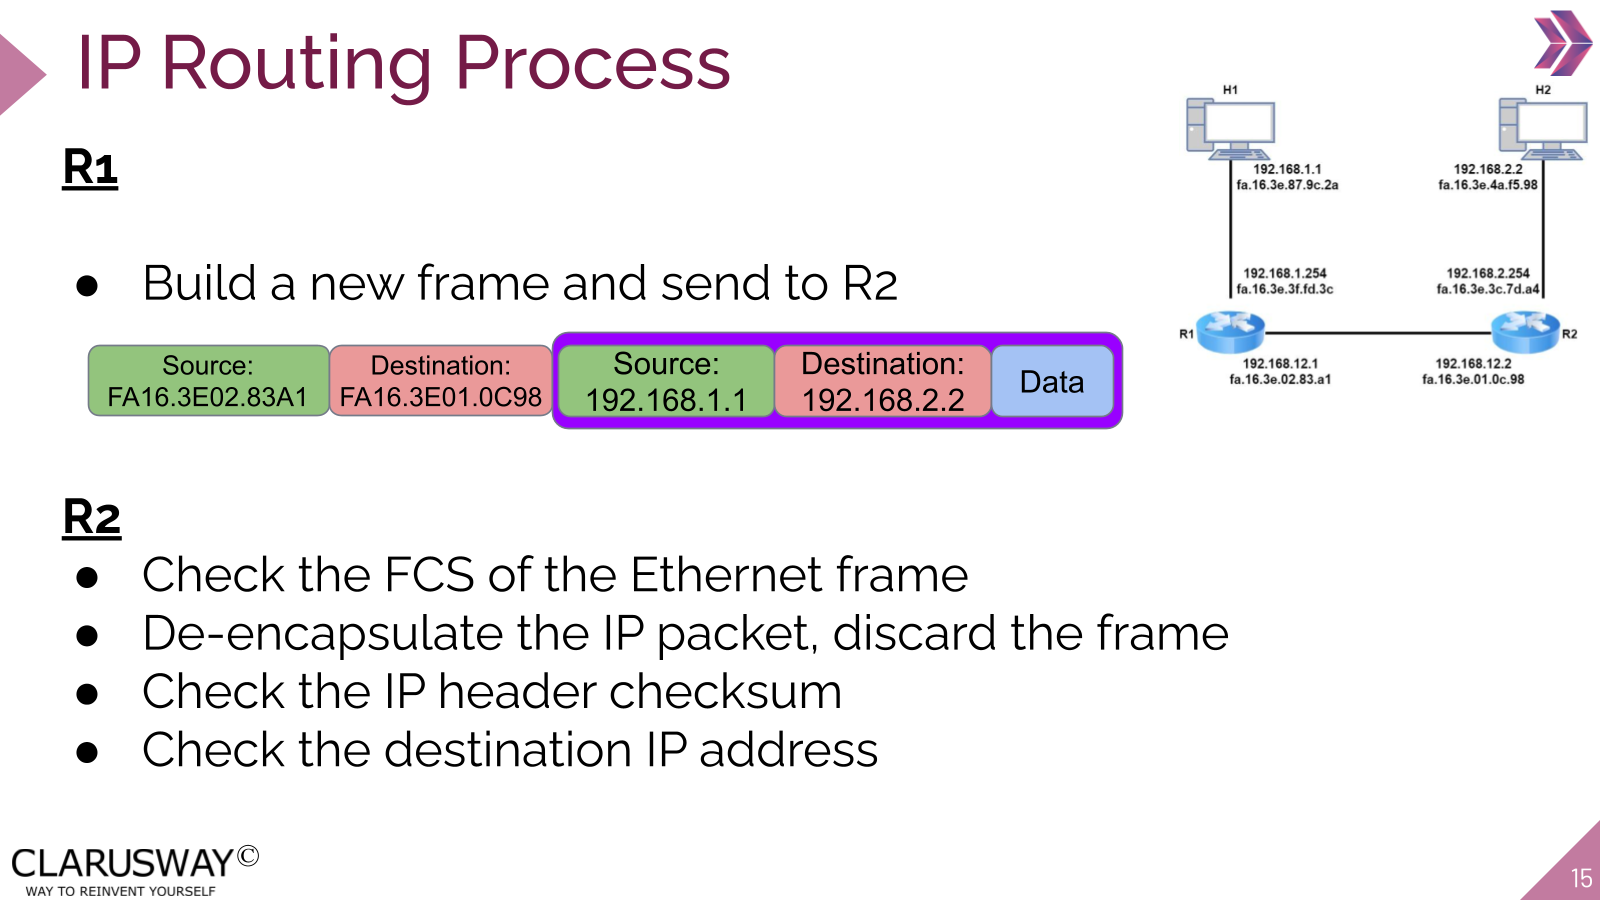 IP Routing Process
R1
● Build a new frame and send to R2
Source:
FA16.3E02.83A1
Destination:
FA16.3E01.0C98
Source:
192.168.1.1
Destination:
192.168.2.2
Data
R2
● Check the FCS of the Ethernet frame
● De-encapsulate the IP packet, discard the frame
● Check the IP header checksum
● Check the destination IP address
H1
H2
192.168.1.1
fa.16.3e.87.9c.2a
192.168.2.2
fa.16.3e.4a.f5.98
192.168.1.254
fa.16.3e.3f.fd.3c
192.168.2.254
fa.16.3e.3c.7d.a4
R1
R2
192.168.12.1
fa.16.3e.02.83.a1
192.168.12.2
fa.16.3e.01.0c.98
CLARUSWAY©
WAY TO REINVENT YOURSELF
15